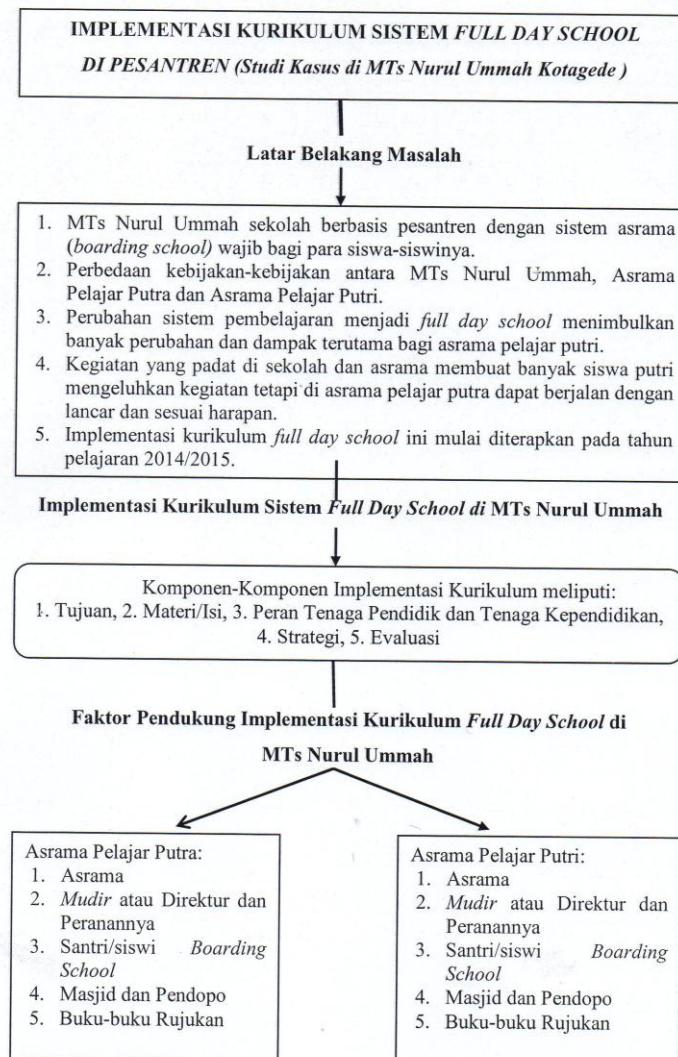 IMPLEMENTASI KURIKULUM SISTEM FULL DAY SCHOOL
DI PESANTREN (Studi Kasus di MTs Nurul Ummah Kotagede )
Latar Belakang Masalah
1. MTs Nurul Ummah sekolah berbasis pesantren dengan sistem asrama
(boarding school) wajib bagi para siswa-siswinya.
2. Perbedaan kebijakan-kebijakan antara MTs Nurul Ummah, Asrama
Pelajar Putra dan Asrama Pelajar Putri.
3. Perubahan sistem pembelajaran menjadi full day school menimbulkan
banyak perubahan dan dampak terutama bagi asrama pelajar putri.
4. Kegiatan yang padat di sekolah dan asrama membuat banyak siswa putri
mengeluhkan kegiatan tetapi di asrama pelajar putra dapat berjalan dengan
lancar dan sesuai harapan.
5. Implementasi kurikulum full day school ini mulai diterapkan pada tahun
pelajaran 2014/2015.
Implementasi Kurikulum Sistem Full Day School di MTs Nurul Ummah
Komponen-Komponen Implementasi Kurikulum meliputi:
1. Tujuan, 2. Materi/Isi, 3. Peran Tenaga Pendidik dan Tenaga Kependidikan,
4. Strategi, 5. Evaluasi
Faktor Pendukung Implementasi Kurikulum Full Day School di
MTs Nurul Ummah
Asrama Pelajar Putra:
1. Asrama
2. Mudir atau Direktur dan
Peranannya
3. Santri/siswi Boarding
School
4. Masjid dan Pendopo
5. Buku-buku Rujukan
Asrama Pelajar Putri:
1. Asrama
2. Mudir atau Direktur dan
Peranannya
3. Santri/siswi Boarding
School
4. Masjid dan Pendopo
5. Buku-buku Rujukan